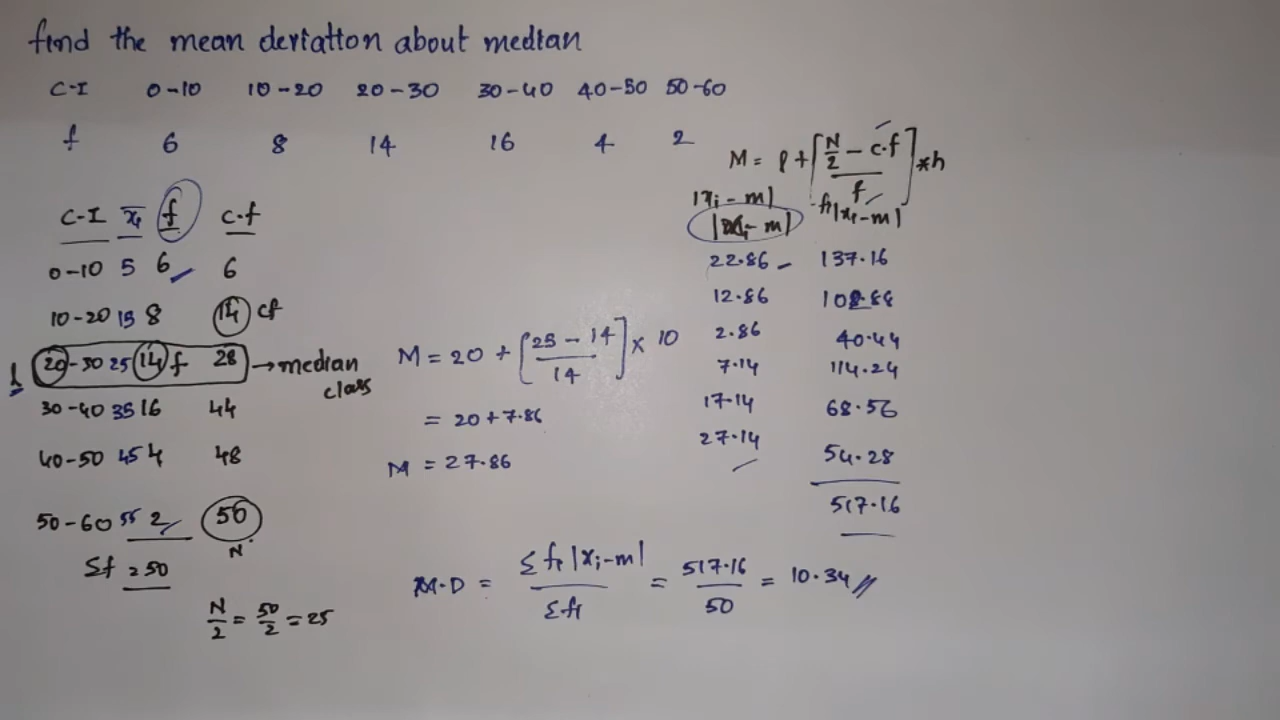 find the mean deviation about median
C-I 0-10 10-20 20-30 30-40 40-50 50-60
f 6 8 14 16 4 2
M = l + [N/2 - c.f / f] * h
C-I xi f c.f
|xi - m|
|xi - m| fi|xi - m|
0-10 5 6 6 22.86 137.16
10-20 15 8 14 cf 12.86 102.88
l 20-30 25 14 f 28 → median class 2.86 40.44
M = 20 + [25 - 14 / 14] × 10
30-40 35 16 44 7.14 114.24
= 20 + 7.86
40-50 45 4 48 17.14 68.56
M = 27.86
50-60 55 2 50 27.14 54.28
N
517.16
Σf = 50
M.D = Σfi|xi - m| / Σfi = 517.16 / 50 = 10.34 //
N/2 = 50/2 = 25